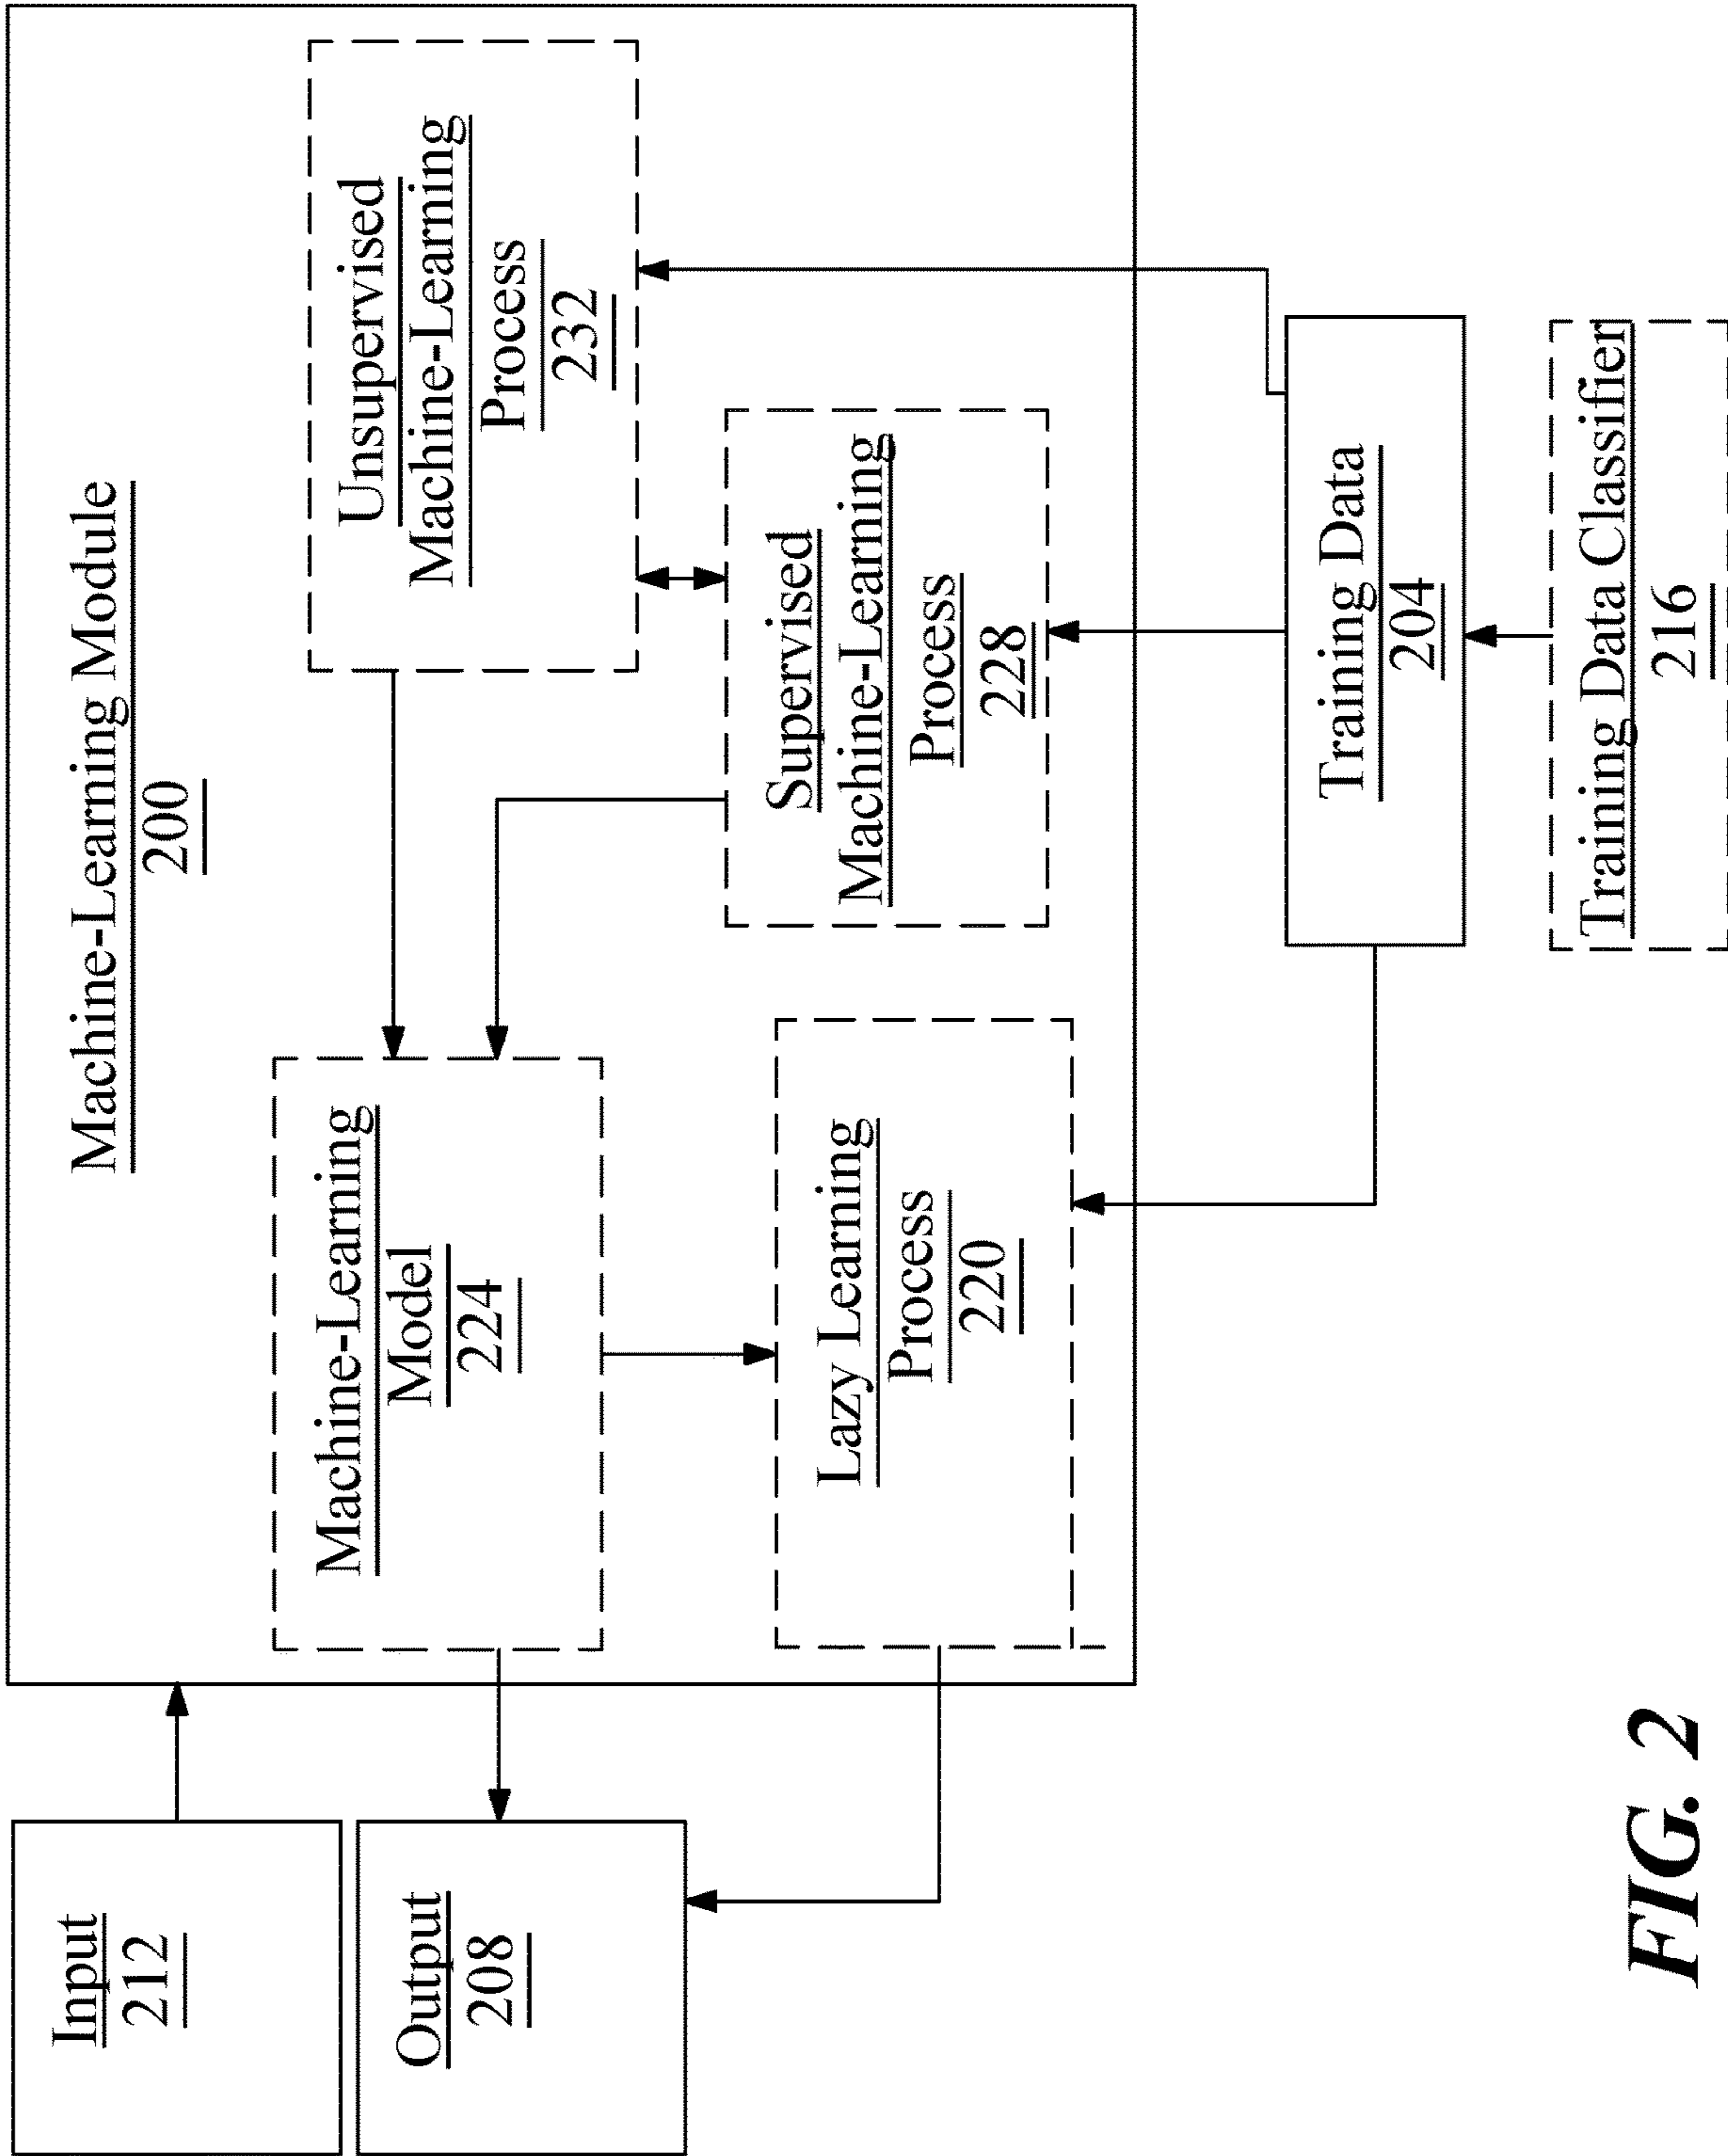 Machine-Learning Module
200
Input
212
Output
208
Machine-Learning
Model
224
Unsupervised
Machine-Learning
Process
232
Supervised
Machine-Learning
Process
228
Lazy Learning
Process
220
Training Data
204
Training Data Classifier
216
FIG. 2